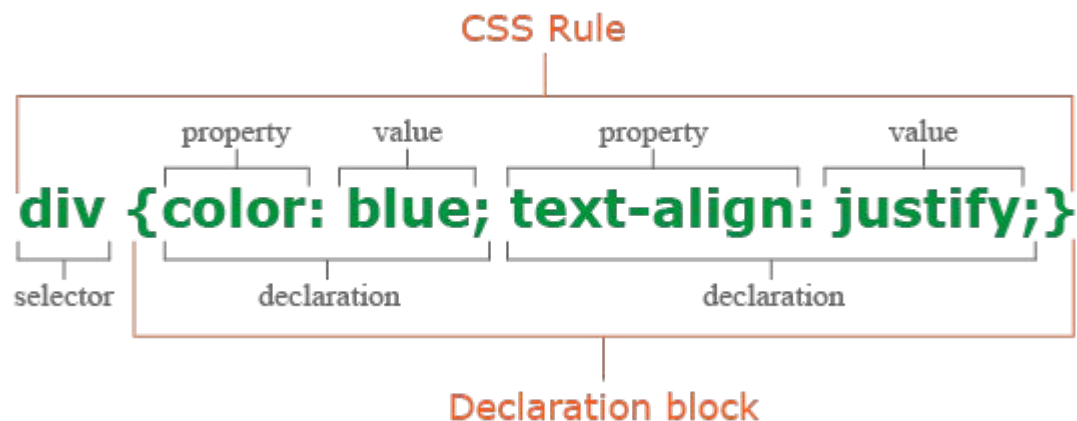 CSS Rule
property value property value
div {color: blue; text-align: justify;}
selector declaration declaration
Declaration block